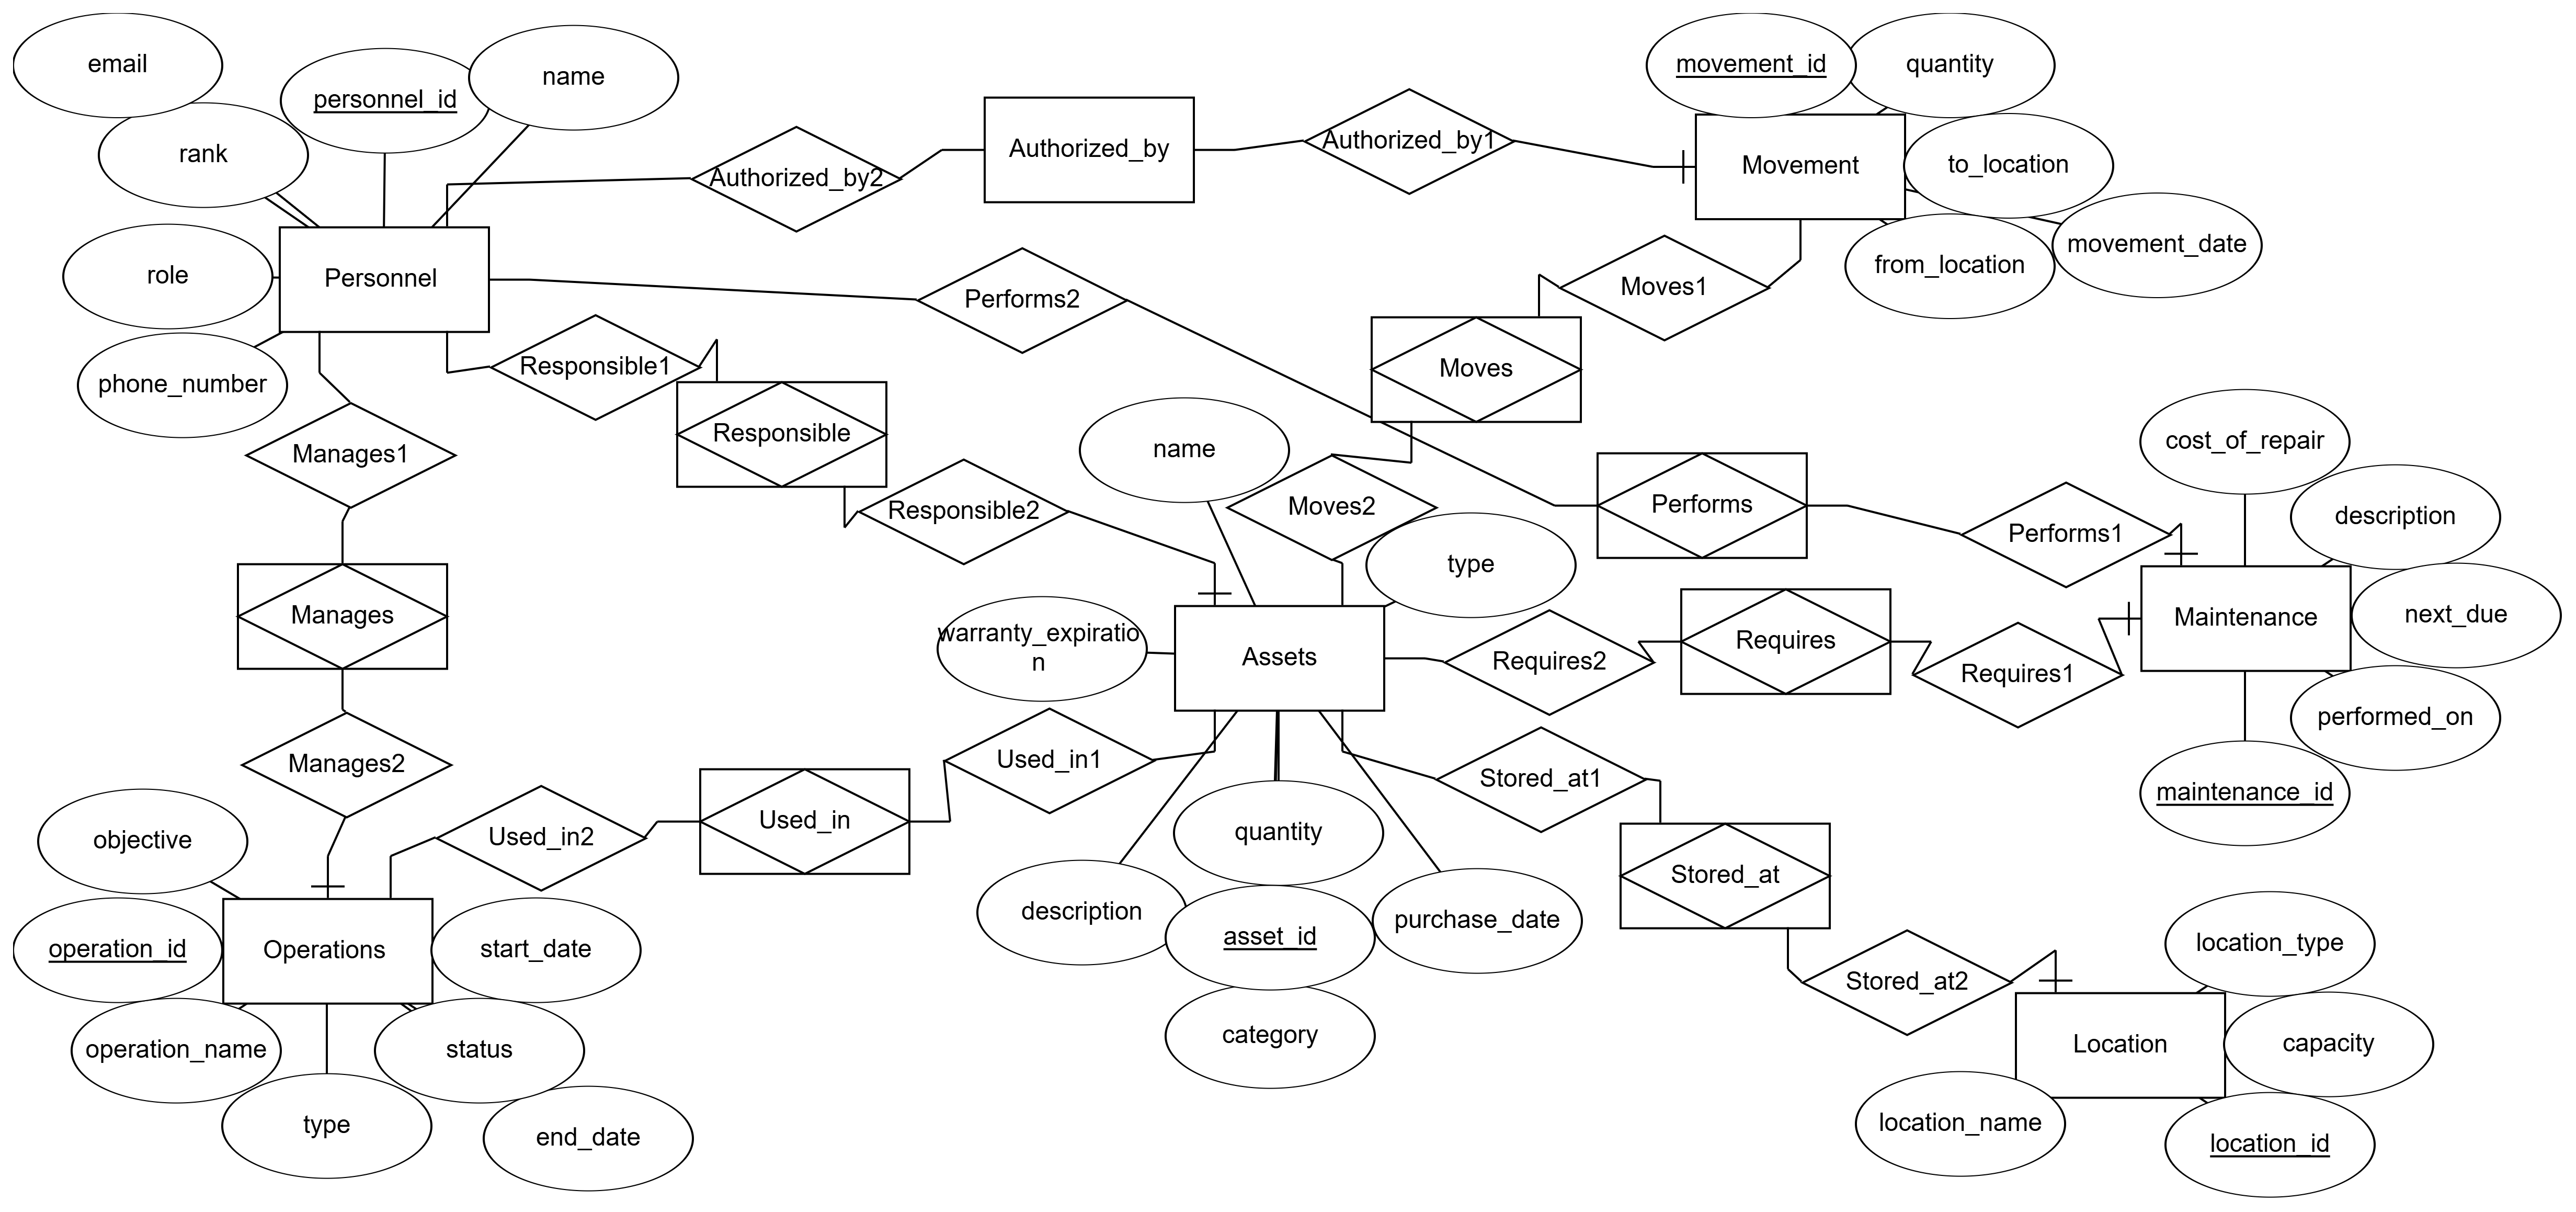 email
personnel_id
name
movement_id
quantity
rank
Authorized_by2
Authorized_by
Authorized_by1
Movement
to_location
role
Personnel
Performs2
Moves1
from_location
movement_date
phone_number
Responsible1
Moves
Manages1
Responsible
name
Moves2
Performs
Performs1
cost_of_repair
description
Responsible2
type
Manages
warranty_expiratio
n
Assets
Requires2
Requires
Requires1
Maintenance
next_due
performed_on
Manages2
Used_in1
Stored_at1
maintenance_id
objective
Used_in2
Used_in
quantity
Stored_at
operation_id
Operations
start_date
description
asset_id
purchase_date
Stored_at2
location_type
operation_name
status
category
Location
capacity
type
end_date
location_name
location_id